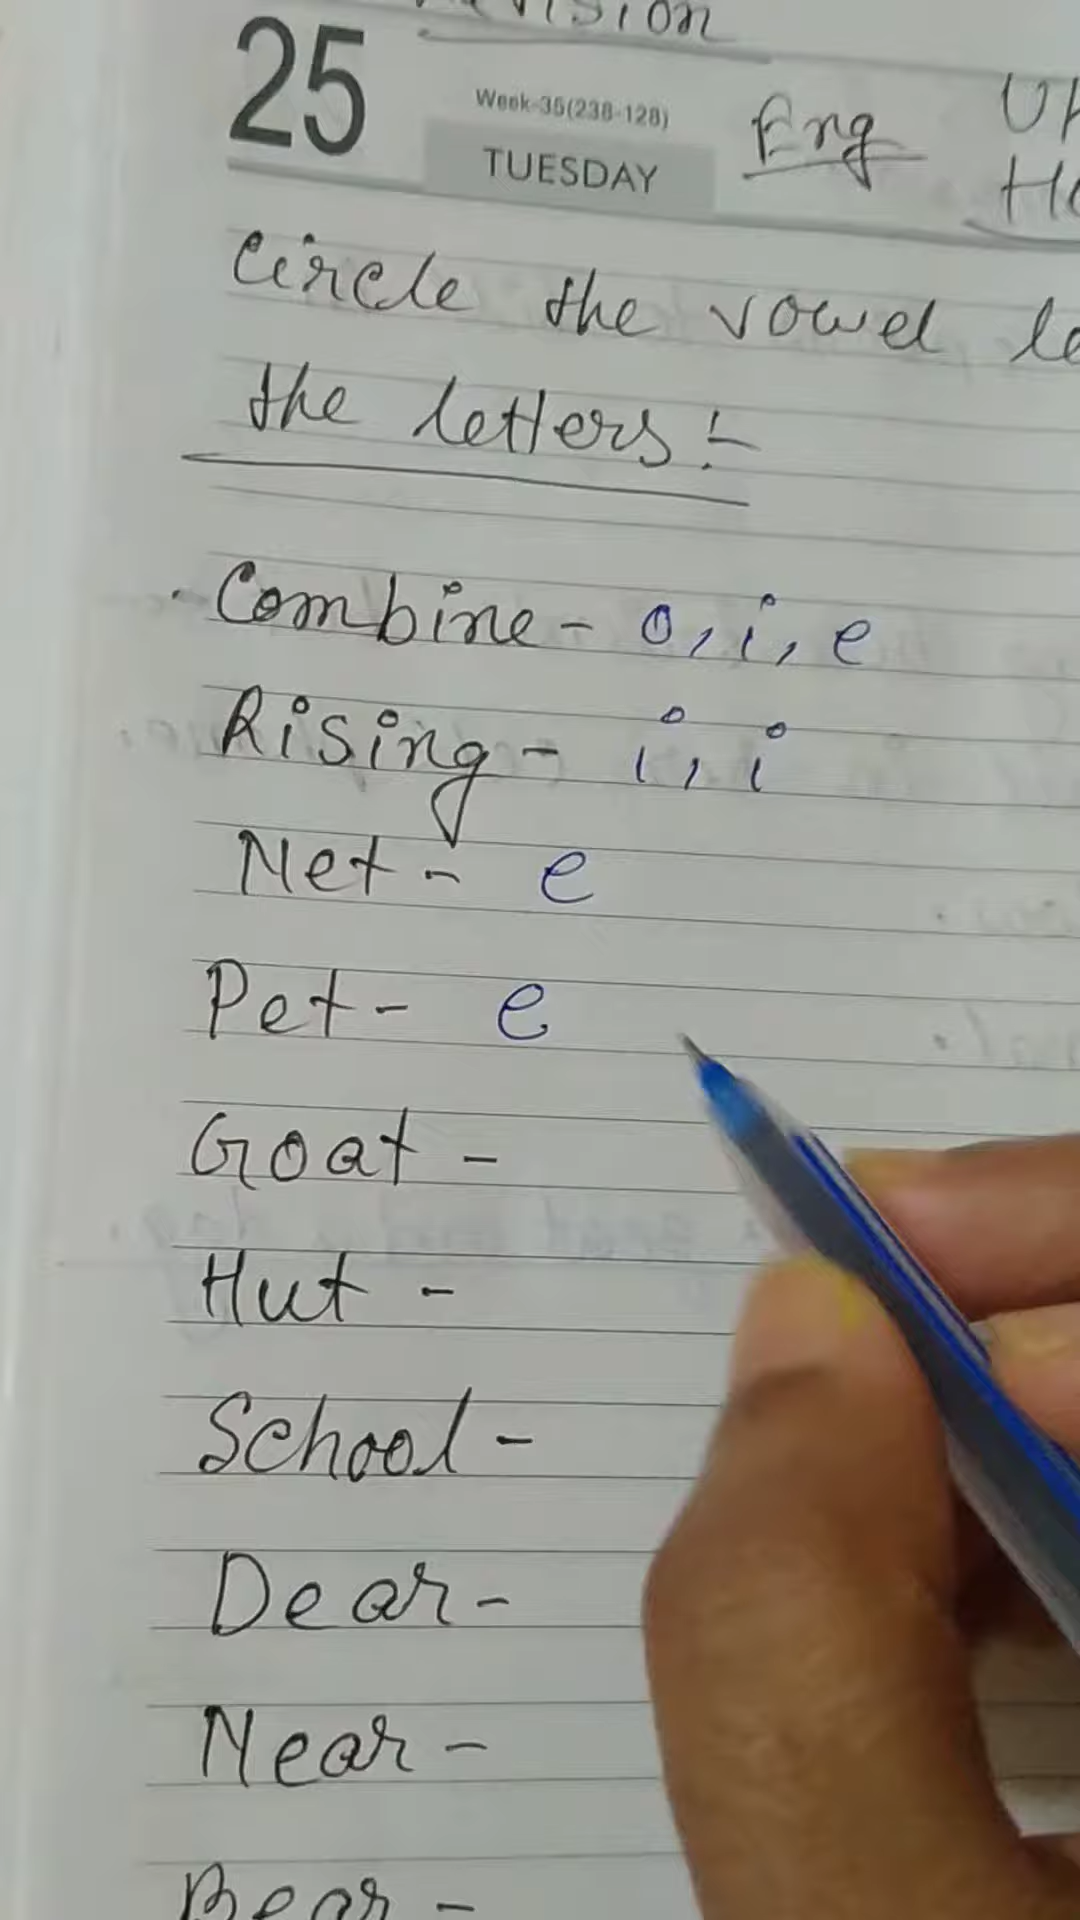 25
Week-35(238-128)
TUESDAY
Eng
Circle the vowel
the letters :-
Combine - o, i, e
Rising - i, i
Net - e
Pet - e
Goat -
Hut -
School -
Dear -
Near -
Bear -